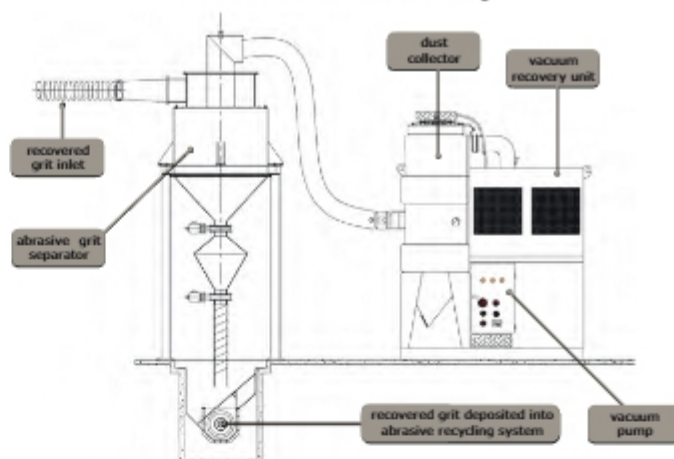 dust
collector
vacuum
recovery unit
recovered
grit inlet
abrasive grit
separator
recovered grit deposited into
abrasive recycling system
vacuum
pump